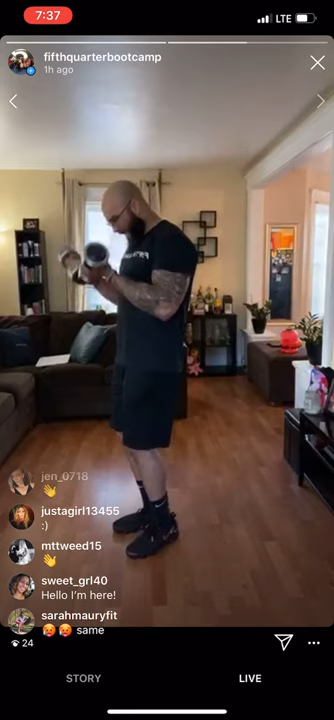 7:37
LTE
fifthquarterbootcamp
1h ago
jen_0718
👋
justagirl13455
:)
mttweed15
👋
sweet_grl40
Hello I'm here!
sarahmauryfit
🥵🥵 same
24
STORY
LIVE